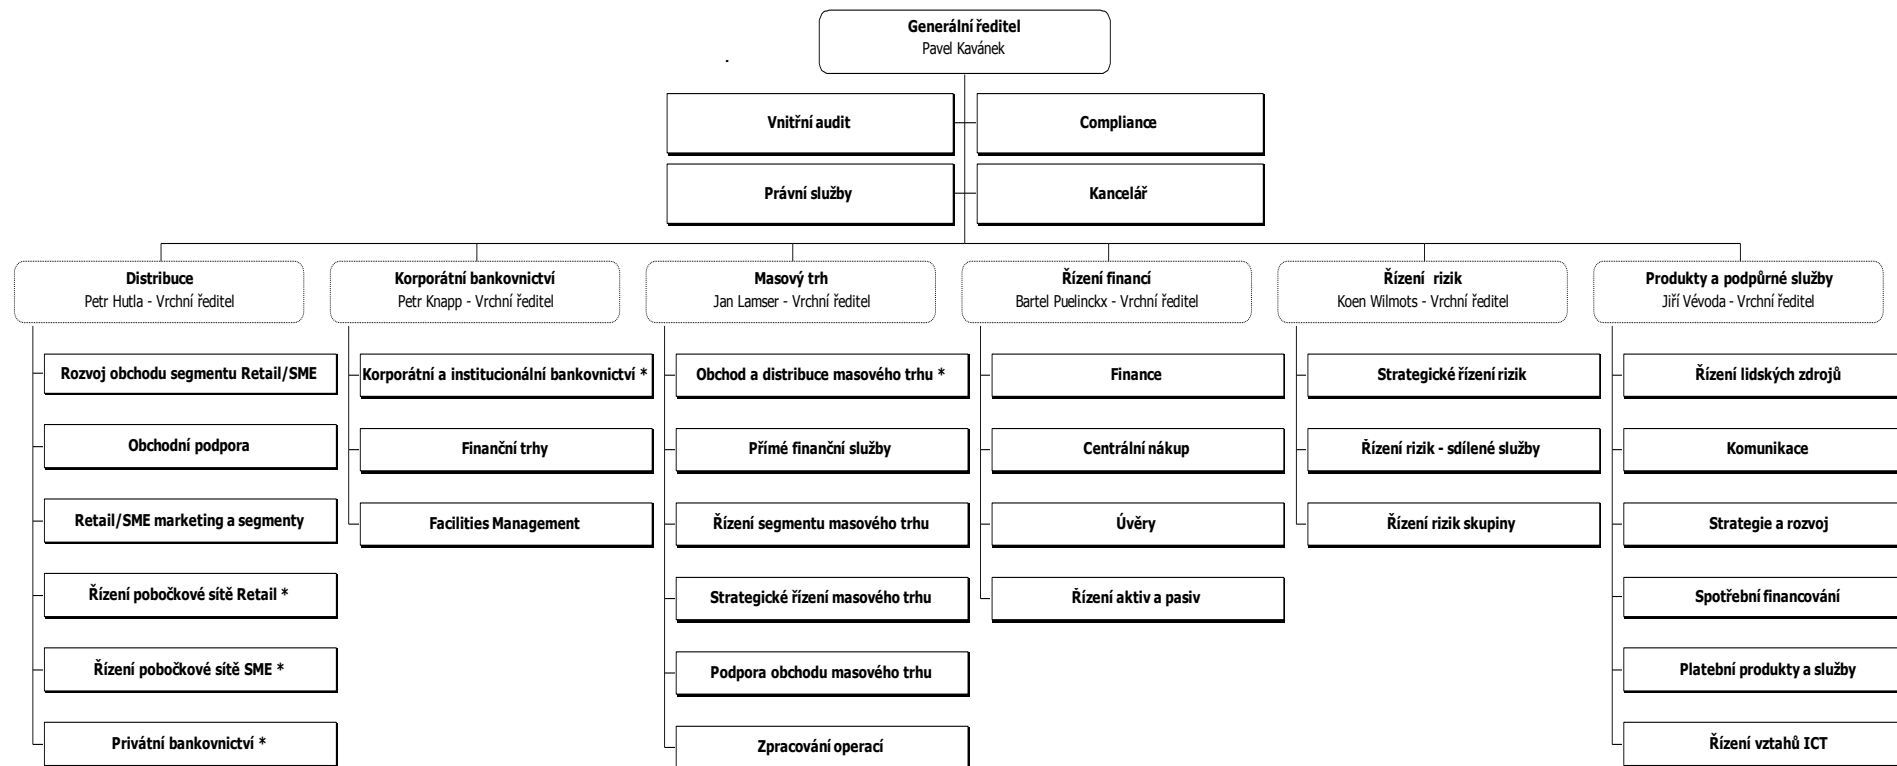 Generální ředitel
Pavel Kavánek
Vnitřní audit
Compliance
Právní služby
Kancelář
Distribuce
Petr Hutla - Vrchní ředitel
Korporátní bankovnictví
Petr Knapp - Vrchní ředitel
Masový trh
Jan Lamser - Vrchní ředitel
Řízení financí
Bartel Puelinckx - Vrchní ředitel
Řízení rizik
Koen Wilmots - Vrchní ředitel
Produkty a podpůrné služby
Jiří Vévoda - Vrchní ředitel
Rozvoj obchodu segmentu Retail/SME
Obchodní podpora
Retail/SME marketing a segmenty
Řízení pobočkové sítě Retail *
Řízení pobočkové sítě SME *
Privátní bankovnictví *
Korporátní a institucionální bankovnictví *
Finanční trhy
Facilities Management
Obchod a distribuce masového trhu *
Přímé finanční služby
Řízení segmentu masového trhu
Strategické řízení masového trhu
Podpora obchodu masového trhu
Zpracování operací
Finance
Centrální nákup
Úvěry
Řízení aktiv a pasiv
Strategické řízení rizik
Řízení rizik - sdílené služby
Řízení rizik skupiny
Řízení lidských zdrojů
Komunikace
Strategie a rozvoj
Spotřební financování
Platební produkty a služby
Řízení vztahů ICT